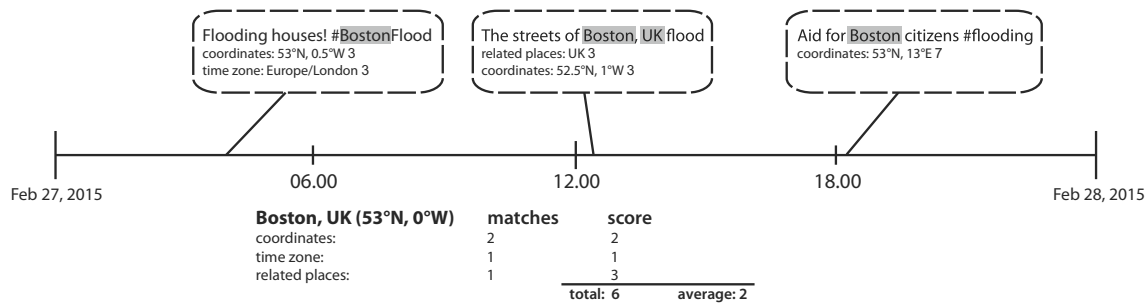 Flooding houses! #BostonFlood
coordinates: 53°N, 0.5°W 3
time zone: Europe/London 3
The streets of Boston, UK flood
related places: UK 3
coordinates: 52.5°N, 1°W 3
Aid for Boston citizens #flooding
coordinates: 53°N, 13°E 7
Feb 27, 2015
06.00
12.00
18.00
Feb 28, 2015
Boston, UK (53°N, 0°W) matches score
coordinates: 2 2
time zone: 1 1
related places: 1 3
total: 6 average: 2